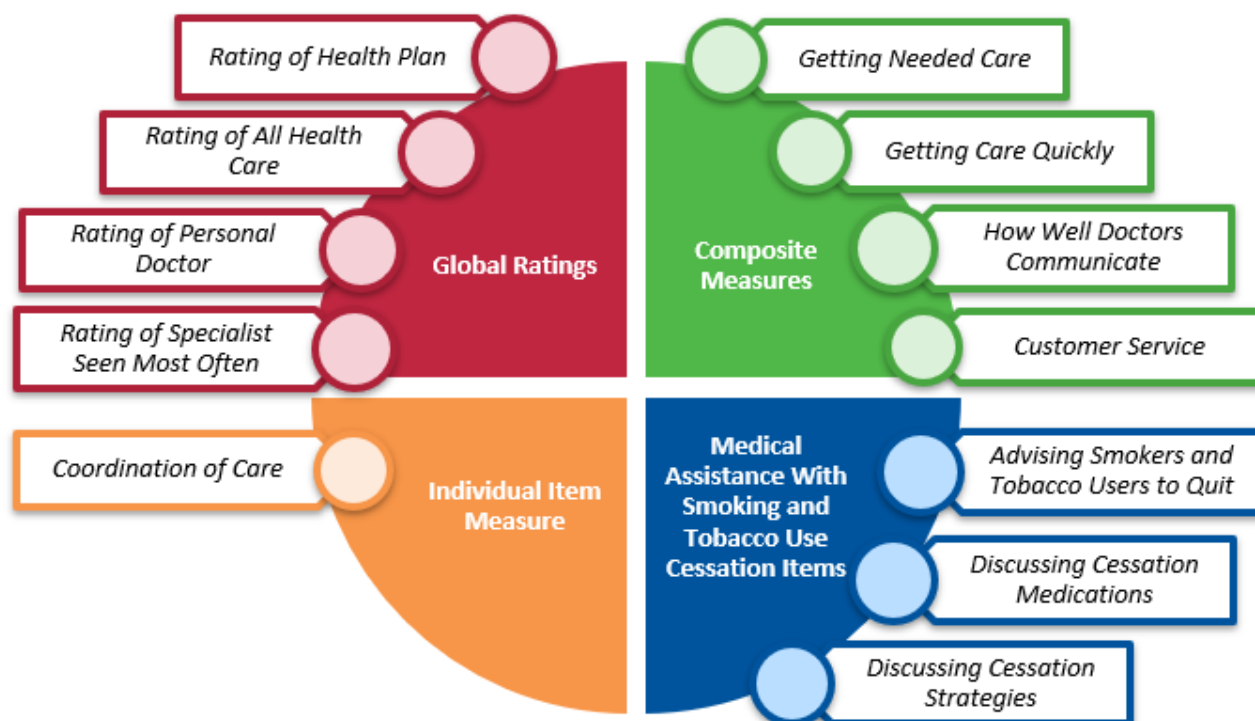 Rating of Health Plan
Rating of All Health
Care
Rating of Personal
Doctor
Rating of Specialist
Seen Most Often
Global Ratings
Getting Needed Care
Getting Care Quickly
How Well Doctors
Communicate
Customer Service
Composite
Measures
Coordination of Care
Individual Item
Measure
Medical
Assistance With
Smoking and
Tobacco Use
Cessation Items
Advising Smokers and
Tobacco Users to Quit
Discussing Cessation
Medications
Discussing Cessation
Strategies